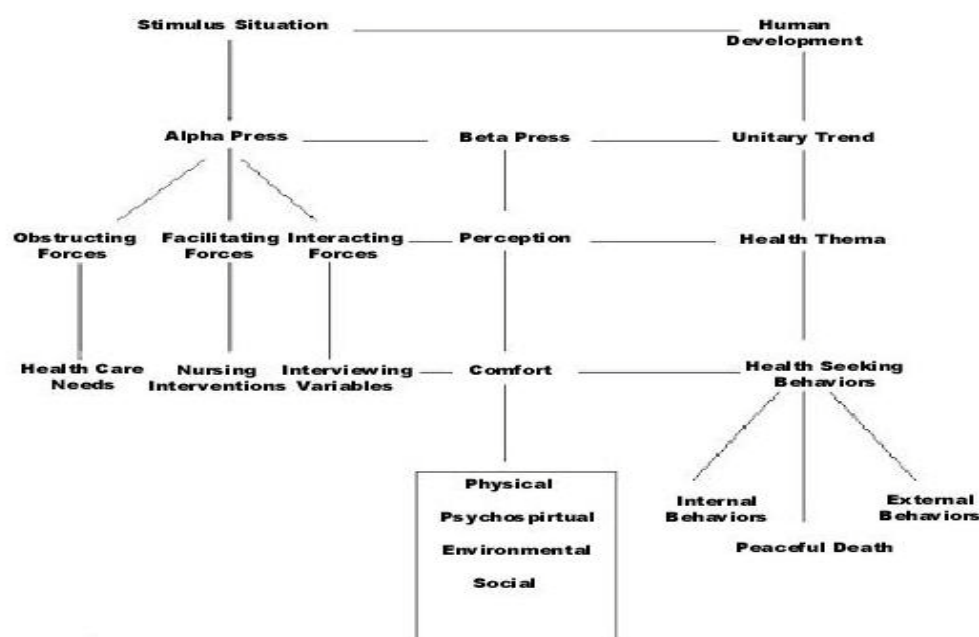 Stimulus Situation
Human
Development
Alpha Press
Beta Press
Unitary Trend
Obstructing
Forces
Facilitating
Forces
Interacting
Forces
Perception
Health Thema
Health Care
Needs
Nursing
Interventions
Interviewing
Variables
Comfort
Health Seeking
Behaviors
Physical
Psychospirtual
Environmental
Social
Internal
Behaviors
External
Behaviors
Peaceful Death